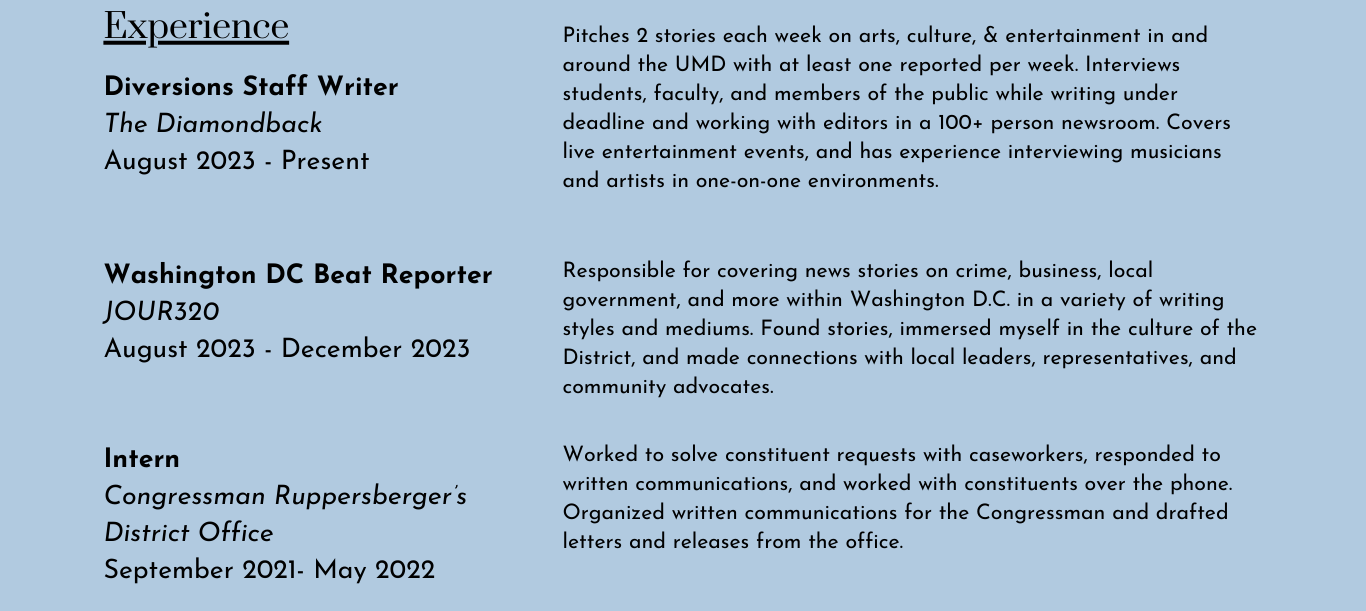 Experience
Diversions Staff Writer
The Diamondback
August 2023 - Present
Pitches 2 stories each week on arts, culture, & entertainment in and
around the UMD with at least one reported per week. Interviews
students, faculty, and members of the public while writing under
deadline and working with editors in a 100+ person newsroom. Covers
live entertainment events, and has experience interviewing musicians
and artists in one-on-one environments.
Washington DC Beat Reporter
JOUR320
August 2023 - December 2023
Responsible for covering news stories on crime, business, local
government, and more within Washington D.C. in a variety of writing
styles and mediums. Found stories, immersed myself in the culture of the
District, and made connections with local leaders, representatives, and
community advocates.
Intern
Congressman Ruppersberger's
District Office
September 2021- May 2022
Worked to solve constituent requests with caseworkers, responded to
written communications, and worked with constituents over the phone.
Organized written communications for the Congressman and drafted
letters and releases from the office.